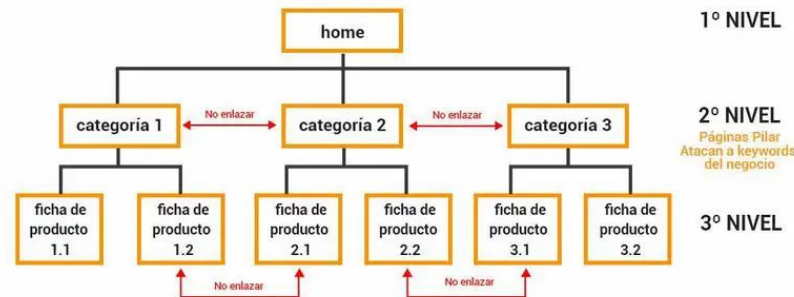 home
1º NIVEL
categoría 1
No enlazar
categoría 2
No enlazar
categoría 3
2º NIVEL
Páginas Pilar
Atacan a keywords
del negocio
ficha de
producto
1.1
ficha de
producto
1.2
ficha de
producto
2.1
ficha de
producto
2.2
ficha de
producto
3.1
ficha de
producto
3.2
3º NIVEL
No enlazar
No enlazar